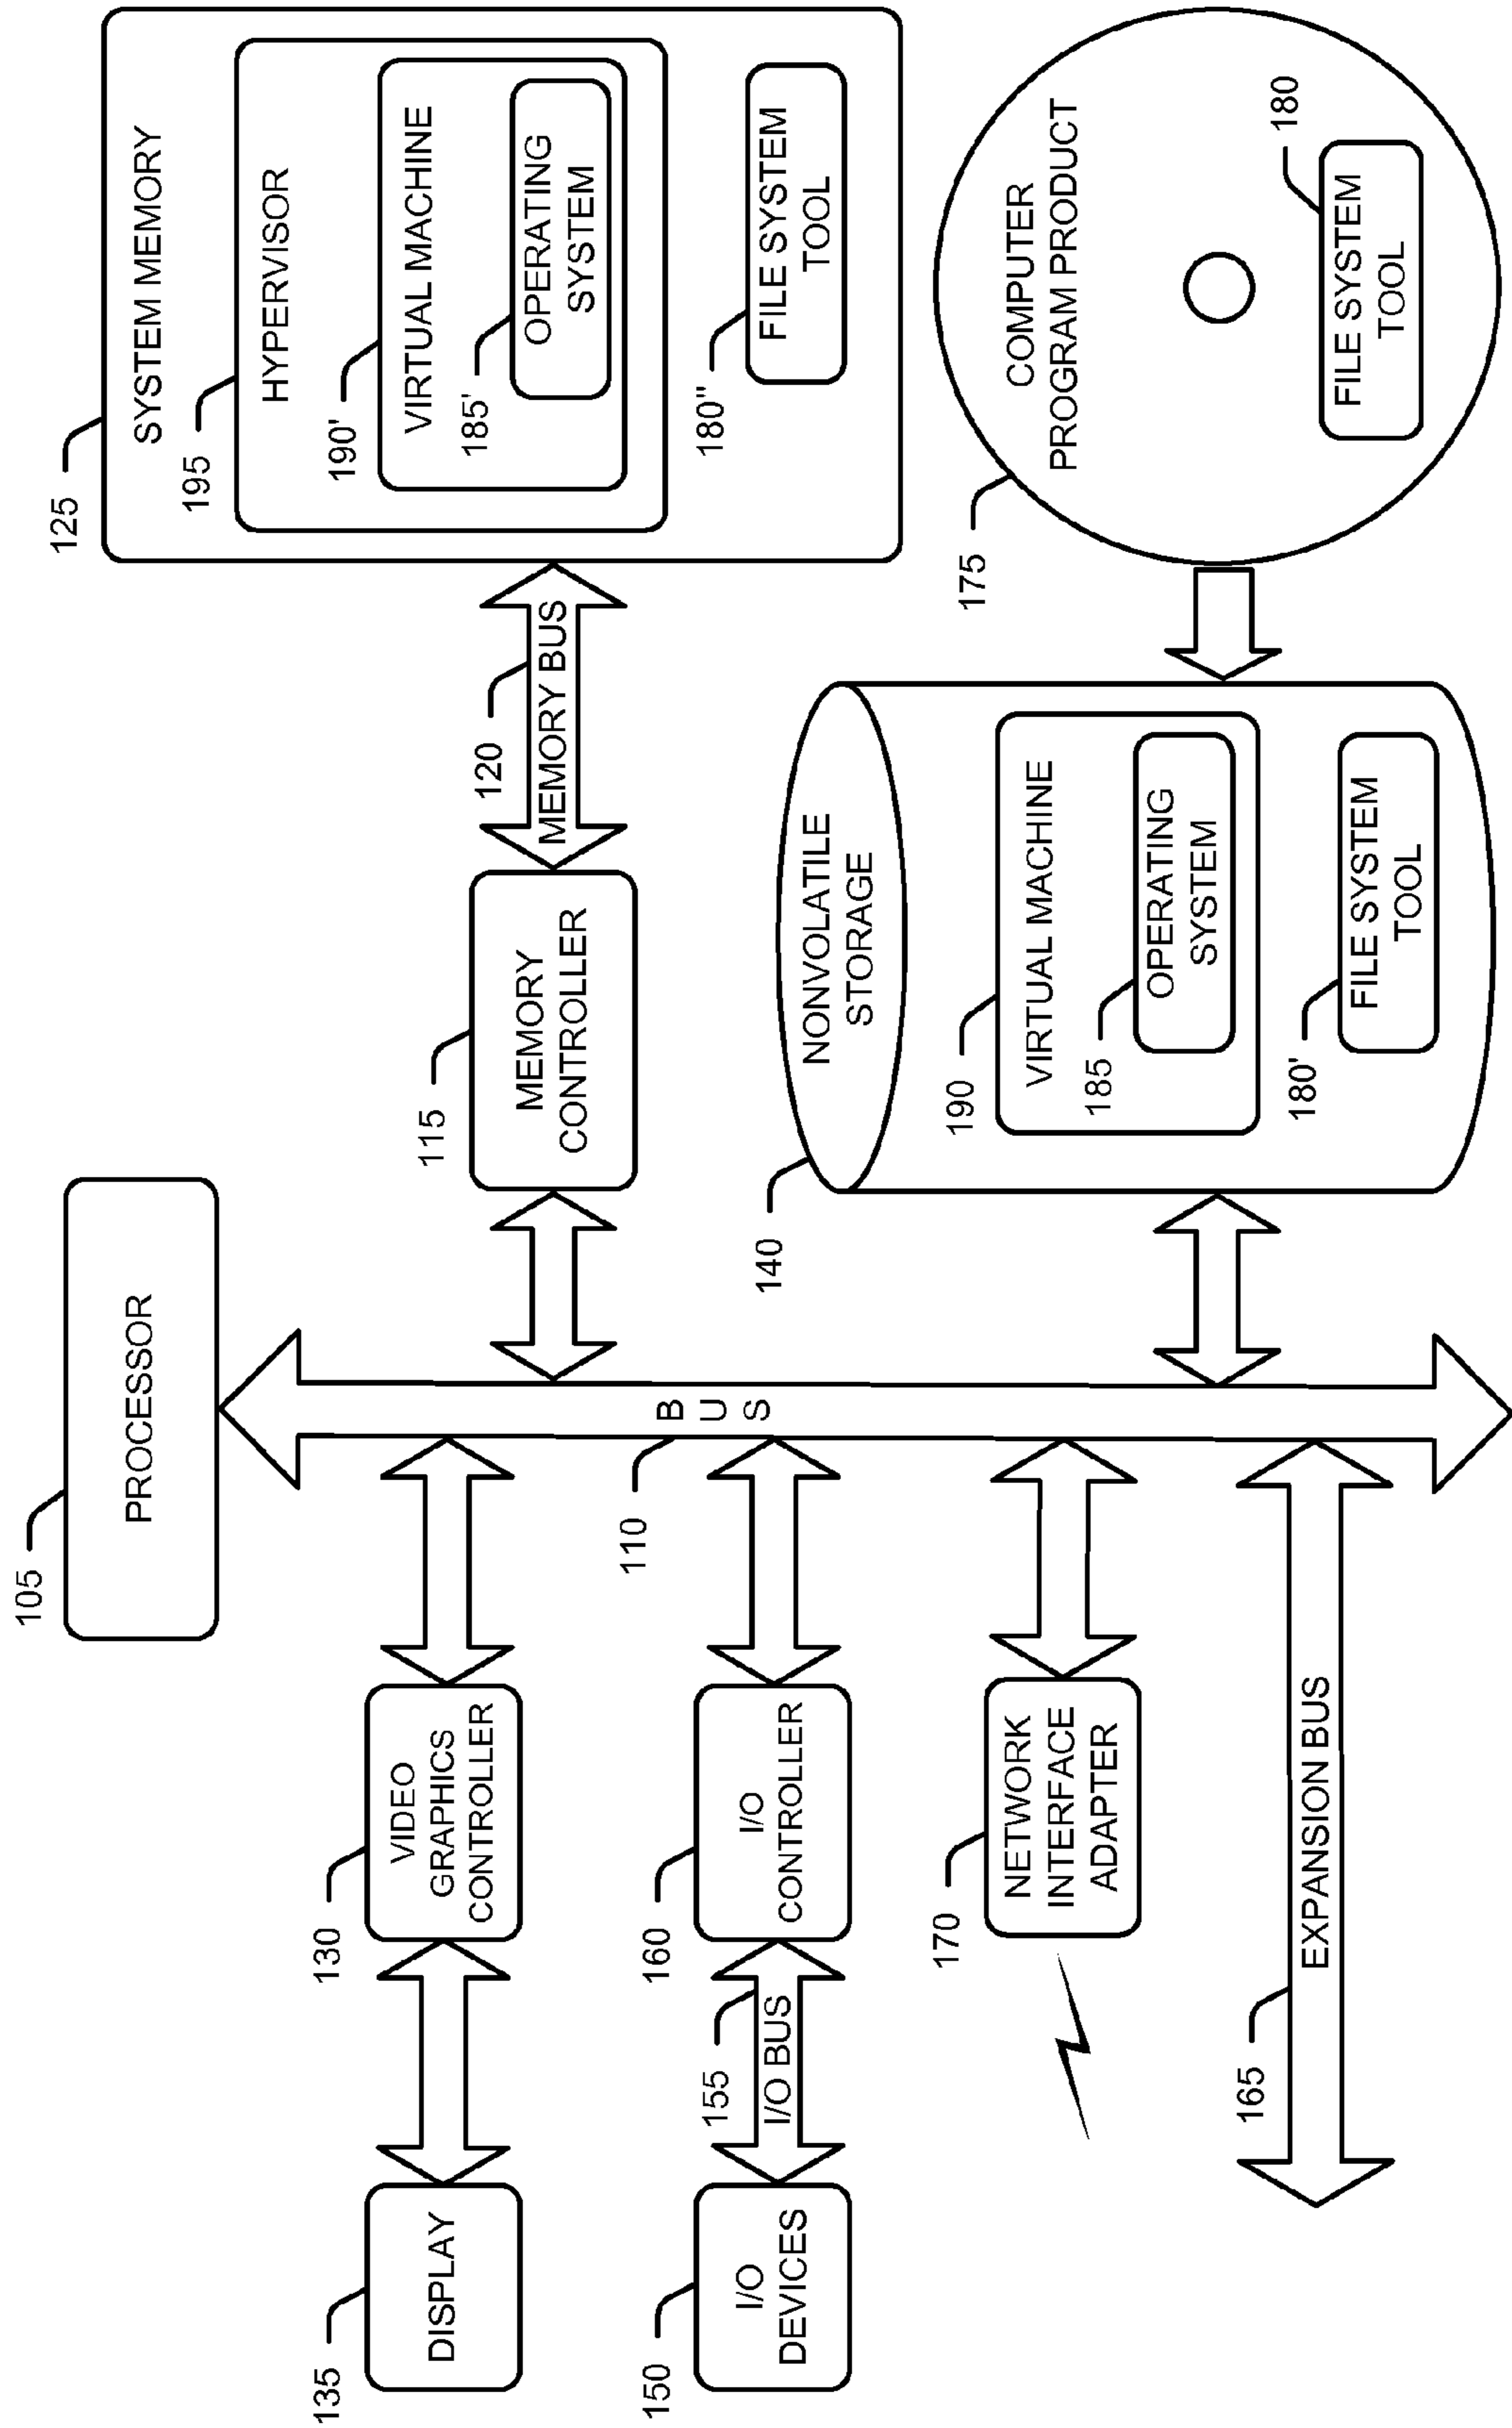 105
PROCESSOR
125
SYSTEM MEMORY
195
HYPERVISOR
190'
VIRTUAL MACHINE
185'
OPERATING
SYSTEM
180"
FILE SYSTEM
TOOL
135
DISPLAY
130
VIDEO
GRAPHICS
CONTROLLER
115
MEMORY
CONTROLLER
120
MEMORY BUS
110
B
U
S
150
I/O
DEVICES
155
I/O BUS
160
I/O
CONTROLLER
140
NONVOLATILE
STORAGE
190
VIRTUAL MACHINE
185
OPERATING
SYSTEM
180'
FILE SYSTEM
TOOL
175
COMPUTER
PROGRAM PRODUCT
180
FILE SYSTEM
TOOL
170
NETWORK
INTERFACE
ADAPTER
165
EXPANSION BUS